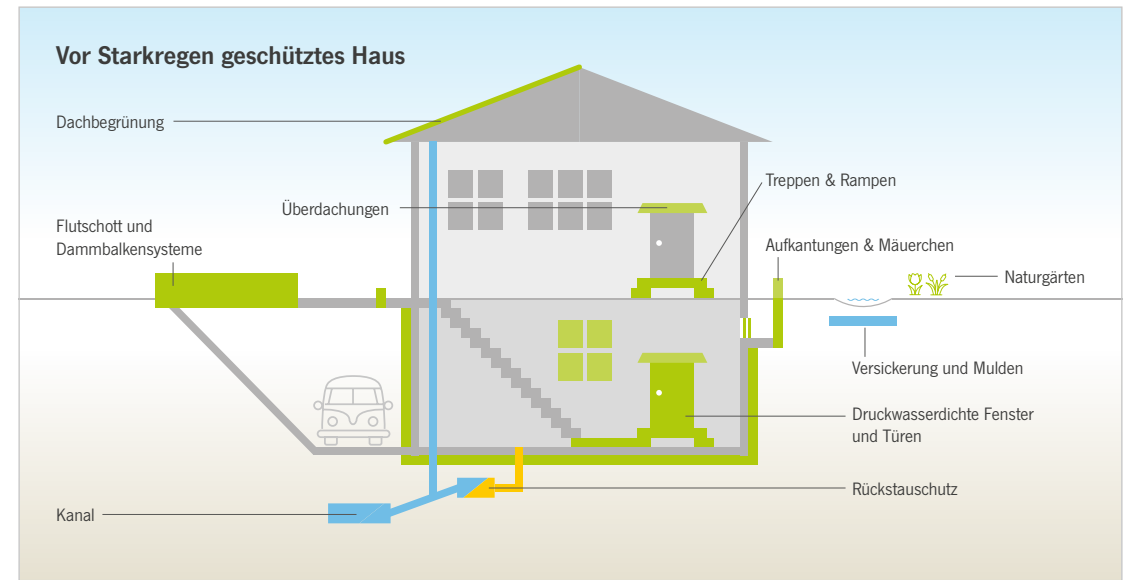 Vor Starkregen geschütztes Haus
Dachbegrünung
Treppen & Rampen
Überdachungen
Flutschott und
Dammbalkensysteme
Aufkantungen & Mäuerchen
Naturgärten
Versickerung und Mulden
Druckwasserdichte Fenster
und Türen
Rückstauschutz
Kanal